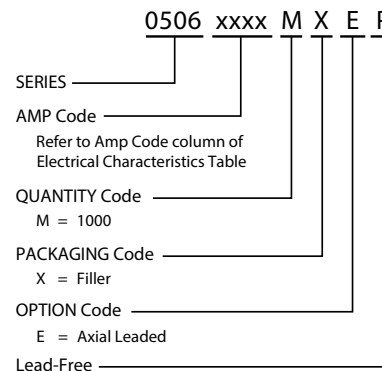 0506 xxxx M X E P
SERIES
AMP Code
Refer to Amp Code column of
Electrical Characteristics Table
QUANTITY Code
M = 1000
PACKAGING Code
X = Filler
OPTION Code
E = Axial Leaded
Lead-Free